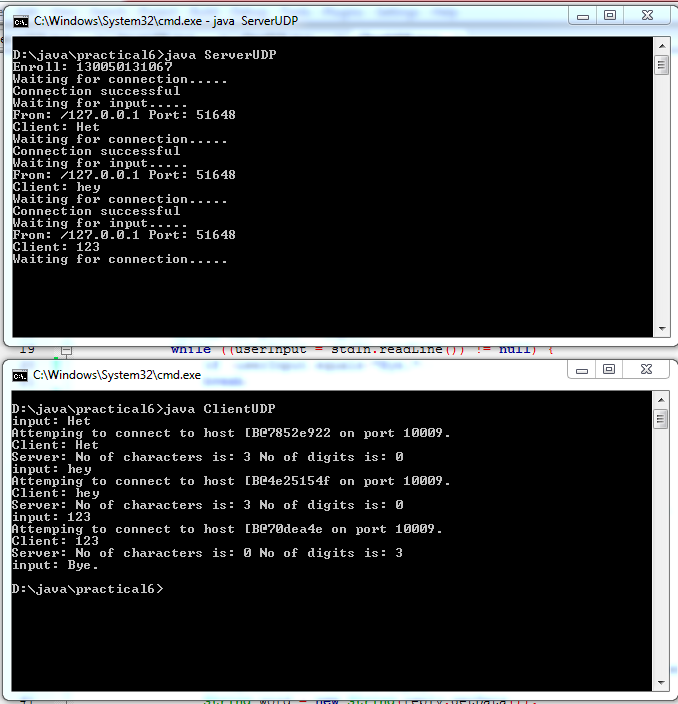 C:\Windows\System32\cmd.exe - java  ServerUDP
D:\java\practical6>java ServerUDP
Enroll: 130050131067
Waiting for connection.....
Connection successful
Waiting for input.....
From: /127.0.0.1 Port: 51648
Client: Het
Waiting for connection.....
Connection successful
Waiting for input.....
From: /127.0.0.1 Port: 51648
Client: hey
Waiting for connection.....
Connection successful
Waiting for input.....
From: /127.0.0.1 Port: 51648
Client: 123
Waiting for connection.....
19 while ((userInput = stdIn.readLine()) != null) {
C:\Windows\System32\cmd.exe
D:\java\practical6>java ClientUDP
input: Het
Attemping to connect to host [B@7852e922 on port 10009.
Client: Het
Server: No of characters is: 3 No of digits is: 0
input: hey
Attemping to connect to host [B@4e25154f on port 10009.
Client: hey
Server: No of characters is: 3 No of digits is: 0
input: 123
Attemping to connect to host [B@70dea4e on port 10009.
Client: 123
Server: No of characters is: 0 No of digits is: 3
input: Bye.
D:\java\practical6>